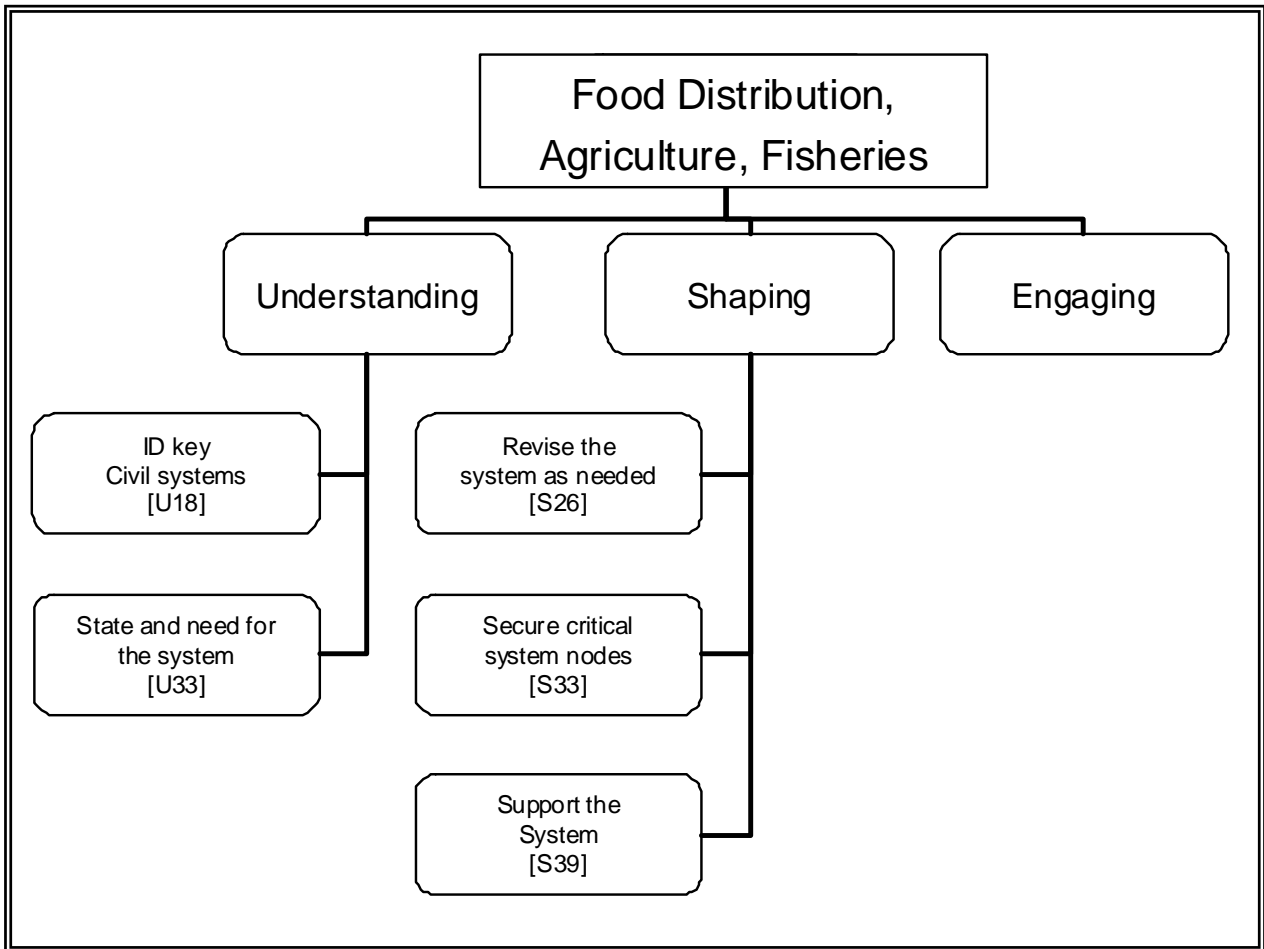 Food Distribution,
Agriculture, Fisheries
Understanding
Shaping
Engaging
ID key
Civil systems
[U18]
State and need for
the system
[U33]
Revise the
system as needed
[S26]
Secure critical
system nodes
[S33]
Support the
System
[S39]